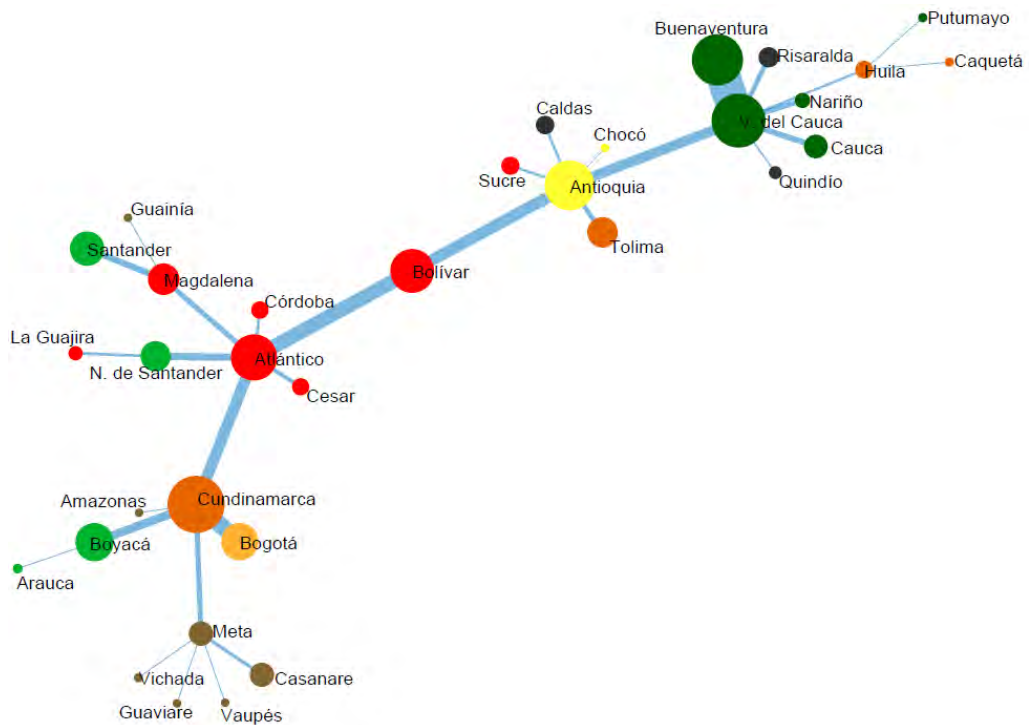 Putumayo
Buenaventura
Risaralda
Huila
Caquetá
Nariño
Caldas
V. del Cauca
Chocó
Cauca
Sucre
Antioquia
Quindío
Guainía
Tolima
Santander
Bolívar
Magdalena
Córdoba
La Guajira
Atlántico
N. de Santander
Cesar
Cundinamarca
Amazonas
Boyacá
Bogotá
Arauca
Meta
Vichada
Casanare
Guaviare
Vaupés